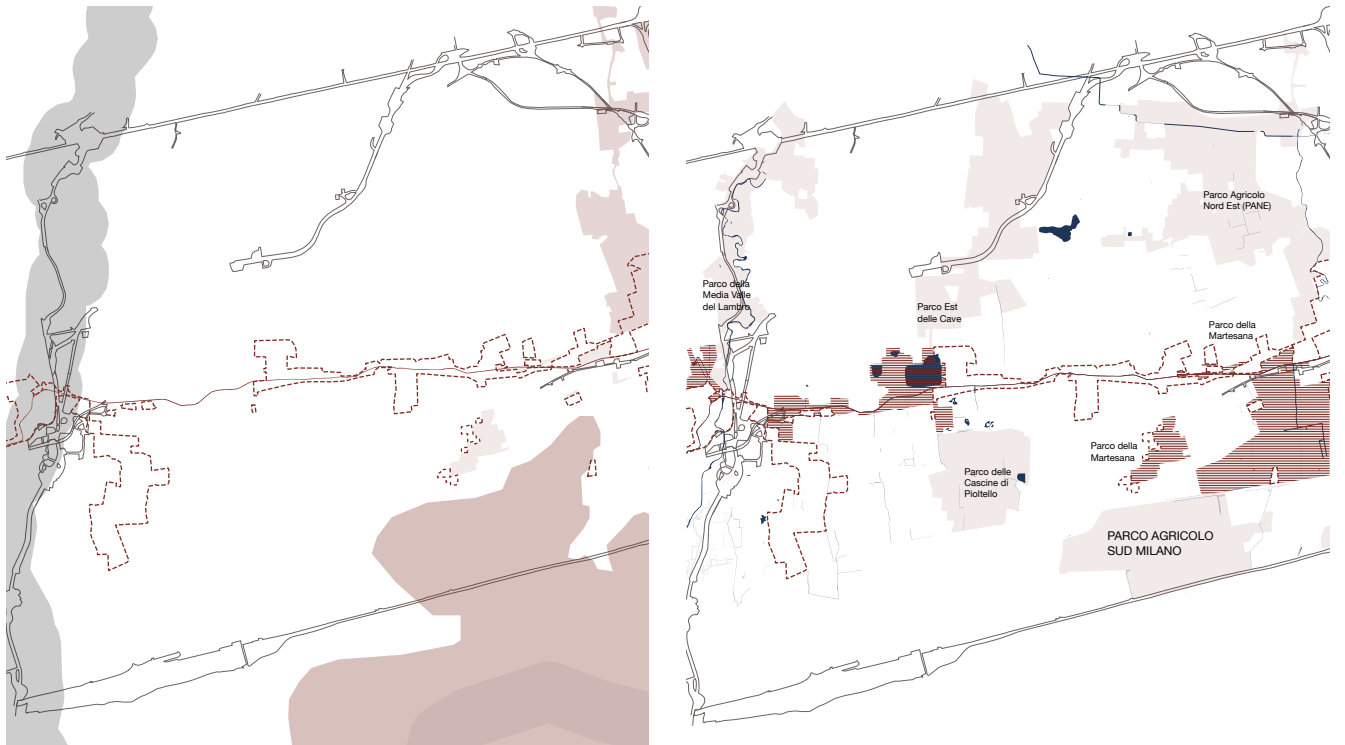 Parco Agricolo
Nord Est (PANE)
Parco della
Media Valle
del Lambro
Parco Est
delle Cave
Parco della
Martesana
Parco della
Martesana
Parco delle
Cascine di
Pioltello
PARCO AGRICOLO
SUD MILANO